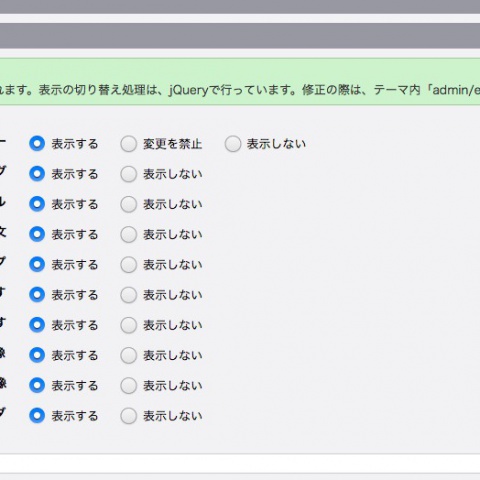 れます。表示の切り替え処理は、jQueryで行っています。修正の際は、テーマ内「admin/e
ー 表示する 変更を禁止 表示しない
グ 表示する 表示しない
ル 表示する 表示しない
文 表示する 表示しない
プ 表示する 表示しない
す 表示する 表示しない
す 表示する 表示しない
像 表示する 表示しない
像 表示する 表示しない
ダ 表示する 表示しない